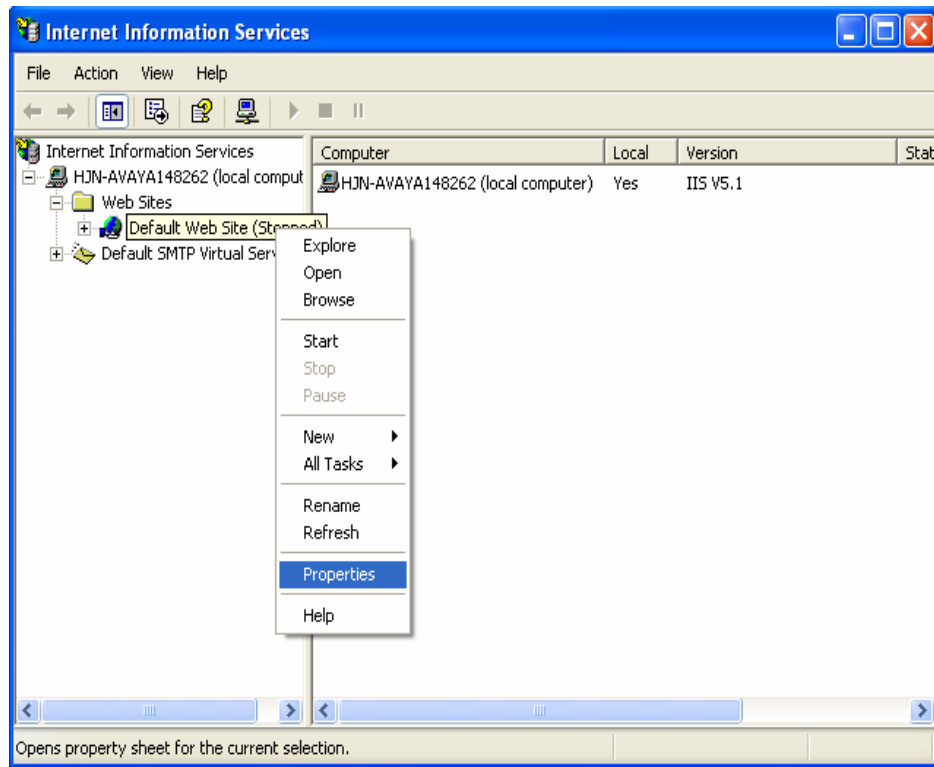 Internet Information Services
File Action View Help
Internet Information Services
HJN-AVAYA148262 (local comput
Web Sites
Default Web Site (Stopped)
Default SMTP Virtual Serv
Computer Local Version Stat
HJN-AVAYA148262 (local computer) Yes IIS V5.1
Explore
Open
Browse
Start
Stop
Pause
New
All Tasks
Rename
Refresh
Properties
Help
Opens property sheet for the current selection.